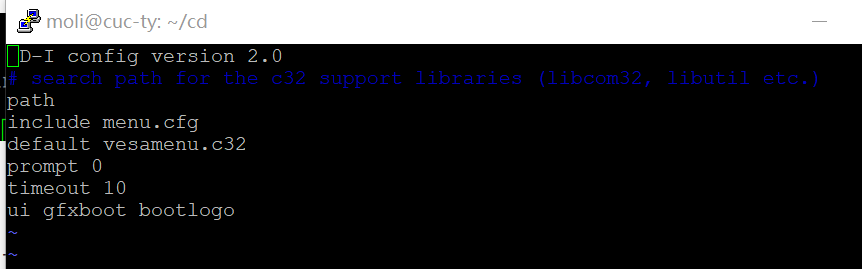 moli@cuc-ty: ~/cd
D-I config version 2.0
# search path for the c32 support libraries (libcom32, libutil etc.)
path
include menu.cfg
default vesamenu.c32
prompt 0
timeout 10
ui gfxboot bootlogo
~
~